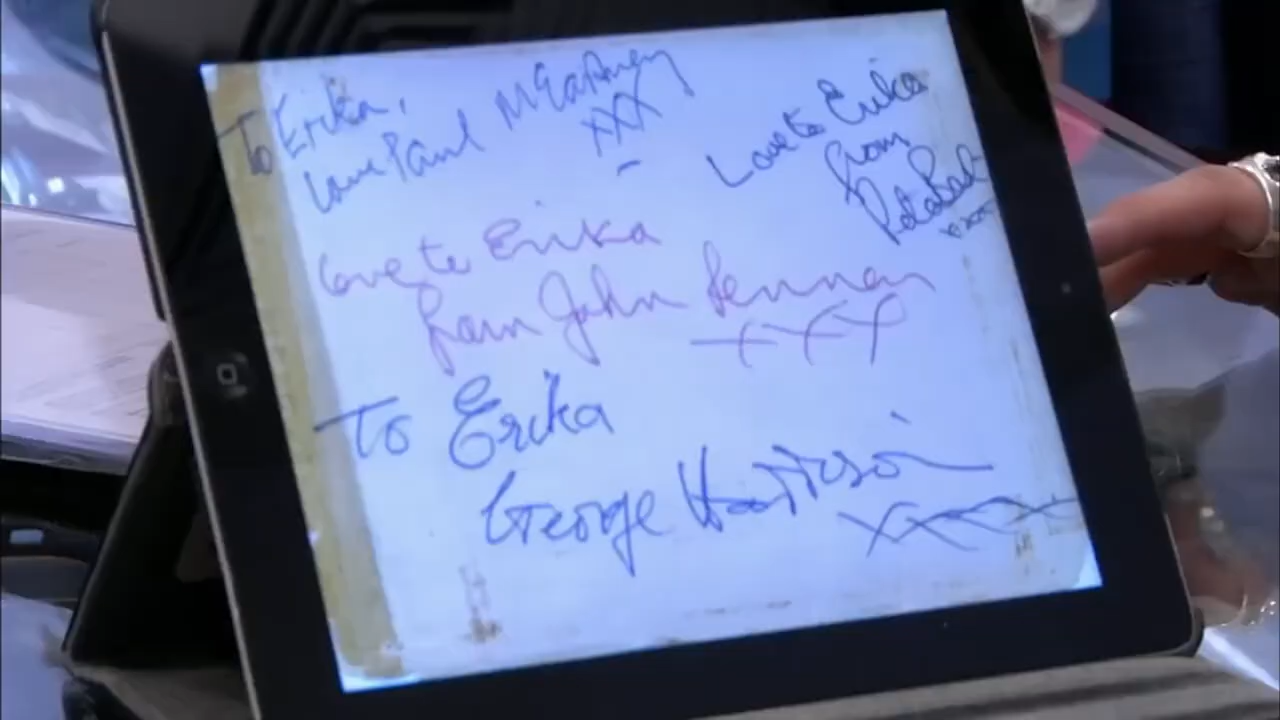 To Erika,
love Paul McCartney
xxx
Love to Erika
from
Pete Best
xxx
love to Erika
from John Lennon
xxx
To Erika
George Harrison
xxxxx